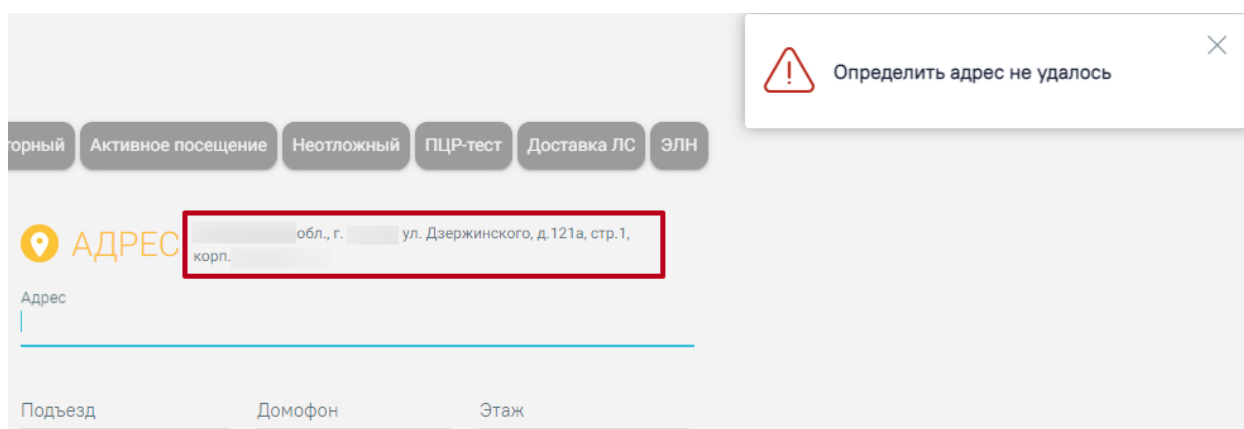 Определить адрес не удалось
торный Активное посещение Неотложный ПЦР-тест Доставка ЛС ЭЛН
АДРЕС
обл., г. ул. Дзержинского, д.121а, стр.1,
корп.
Адрес
Подъезд Домофон Этаж